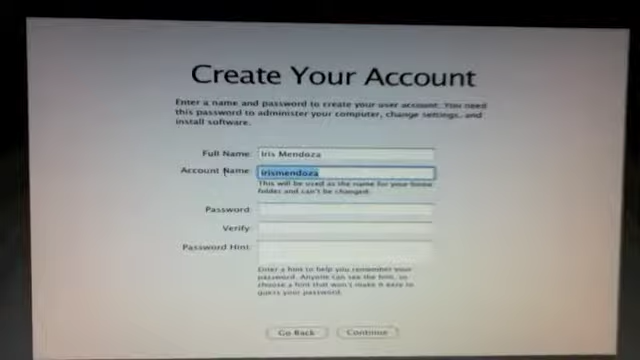 Create Your Account
Enter a name and password to create your user account. You need
this password to administer your computer, change settings, and
install software.
Full Name: Iris Mendoza
Account Name: irismendoza
This will be used as the name for your home
folder and can't be changed.
Password:
Verify:
Password Hint:
Enter a hint to help you remember your
password. Anyone can see the hint, so
choose a hint that won't make it easy to
guess your password.
Go Back Continue